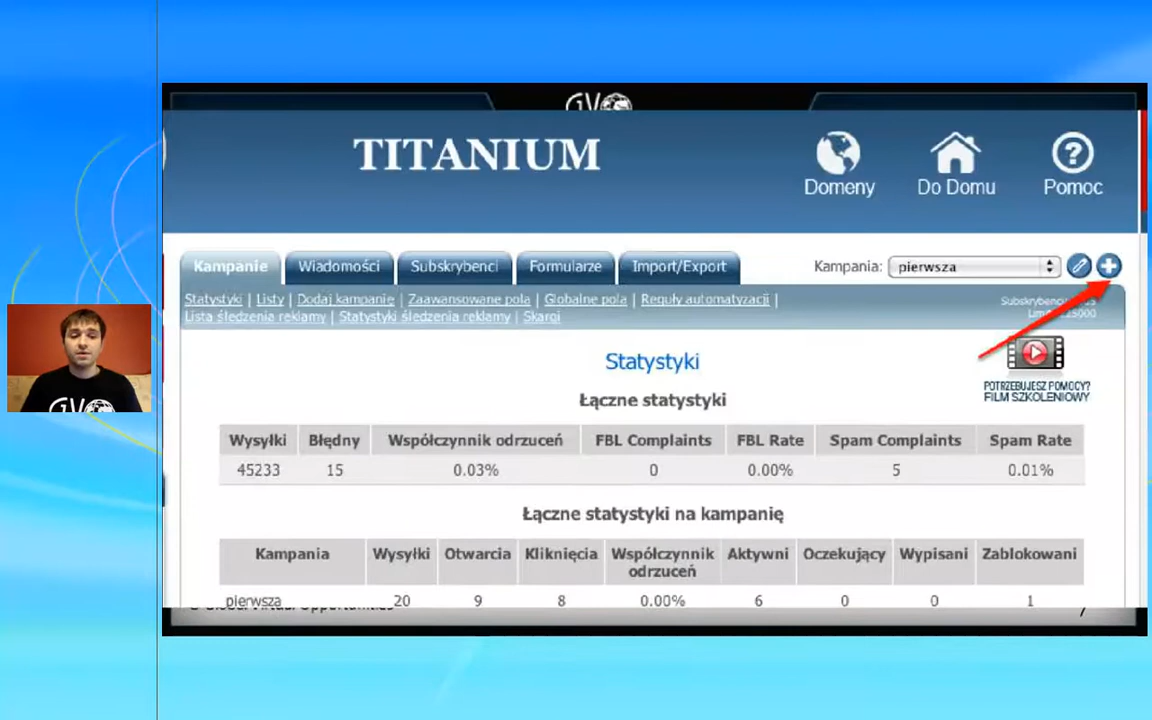 GVO
TITANIUM
Domeny
Do Domu
Pomoc
Kampanie
Wiadomości
Subskrybenci
Formularze
Import/Export
Kampania:
pierwsza
Statystyki | Listy | Dodaj kampanię | Zaawansowane pola | Globalne pola | Reguły automatyzacji |
Lista śledzenia reklamy | Statystyki śledzenia reklamy | Skargi
POTRZEBUJESZ POMOCY?
FILM SZKOLENIOWY
Statystyki
Łączne statystyki
Wysyłki Błędny Współczynnik odrzuceń FBL Complaints FBL Rate Spam Complaints Spam Rate
45233 15 0.03% 0 0.00% 5 0.01%
Łączne statystyki na kampanię
Kampania Wysyłki Otwarcia Kliknięcia Współczynnik odrzuceń Aktywni Oczekujący Wypisani Zablokowani
pierwsza 20 9 8 0.00% 6 0 0 1
GVO